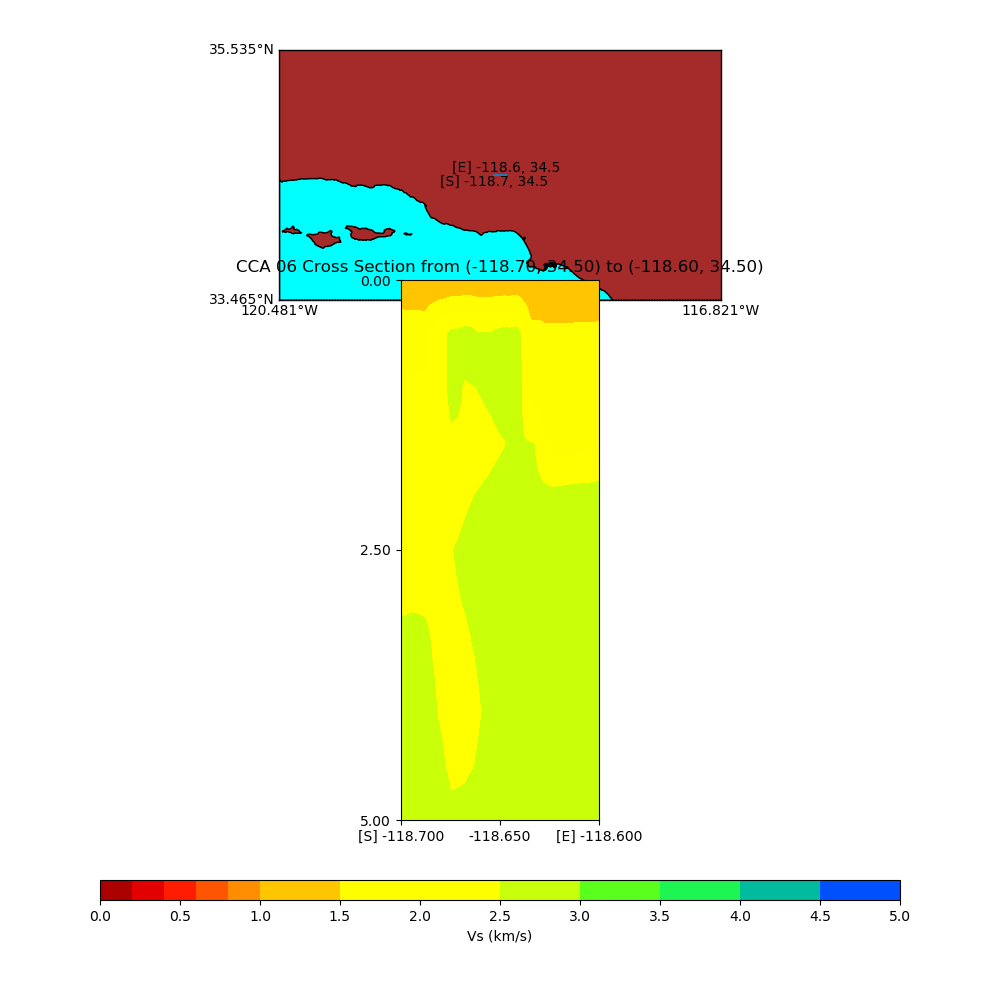 35.535°N
[E] -118.6, 34.5
[S] -118.7, 34.5
CCA 06 Cross Section from (-118.70, 34.50) to (-118.60, 34.50)
0.00
33.465°N
120.481°W 116.821°W
2.50
5.00
[S] -118.700 -118.650 [E] -118.600
0.0 0.5 1.0 1.5 2.0 2.5 3.0 3.5 4.0 4.5 5.0
Vs (km/s)